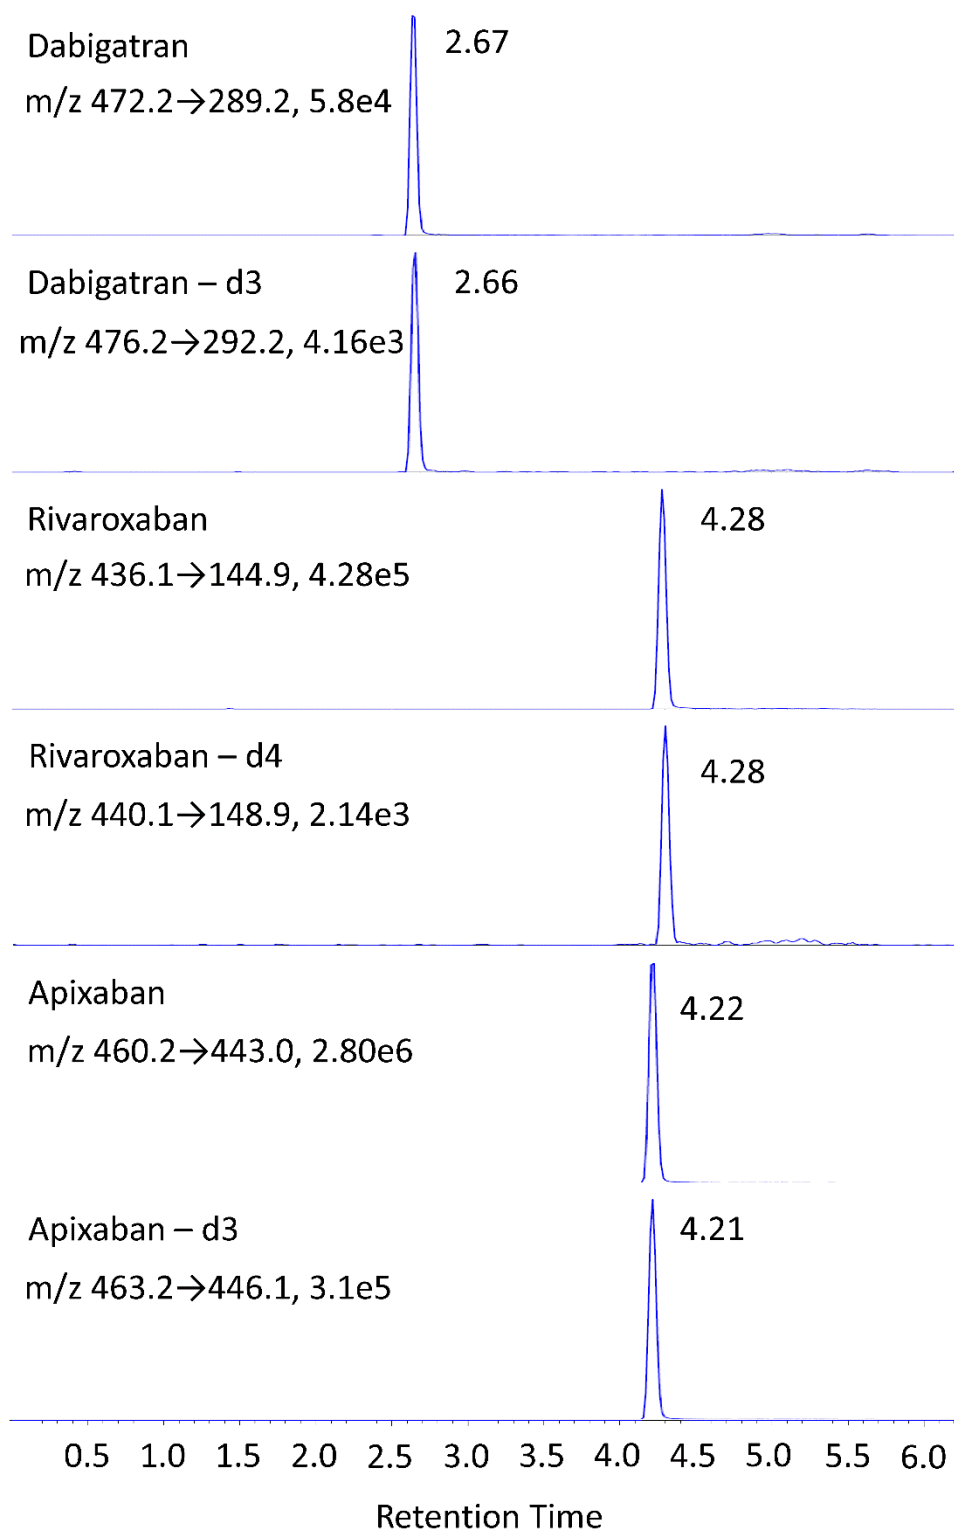 Dabigatran
2.67
m/z 472.2→289.2, 5.8e4
Dabigatran – d3
2.66
m/z 476.2→292.2, 4.16e3
Rivaroxaban
4.28
m/z 436.1→144.9, 4.28e5
Rivaroxaban – d4
4.28
m/z 440.1→148.9, 2.14e3
Apixaban
4.22
m/z 460.2→443.0, 2.80e6
Apixaban – d3
4.21
m/z 463.2→446.1, 3.1e5
0.5 1.0 1.5 2.0 2.5 3.0 3.5 4.0 4.5 5.0 5.5 6.0
Retention Time